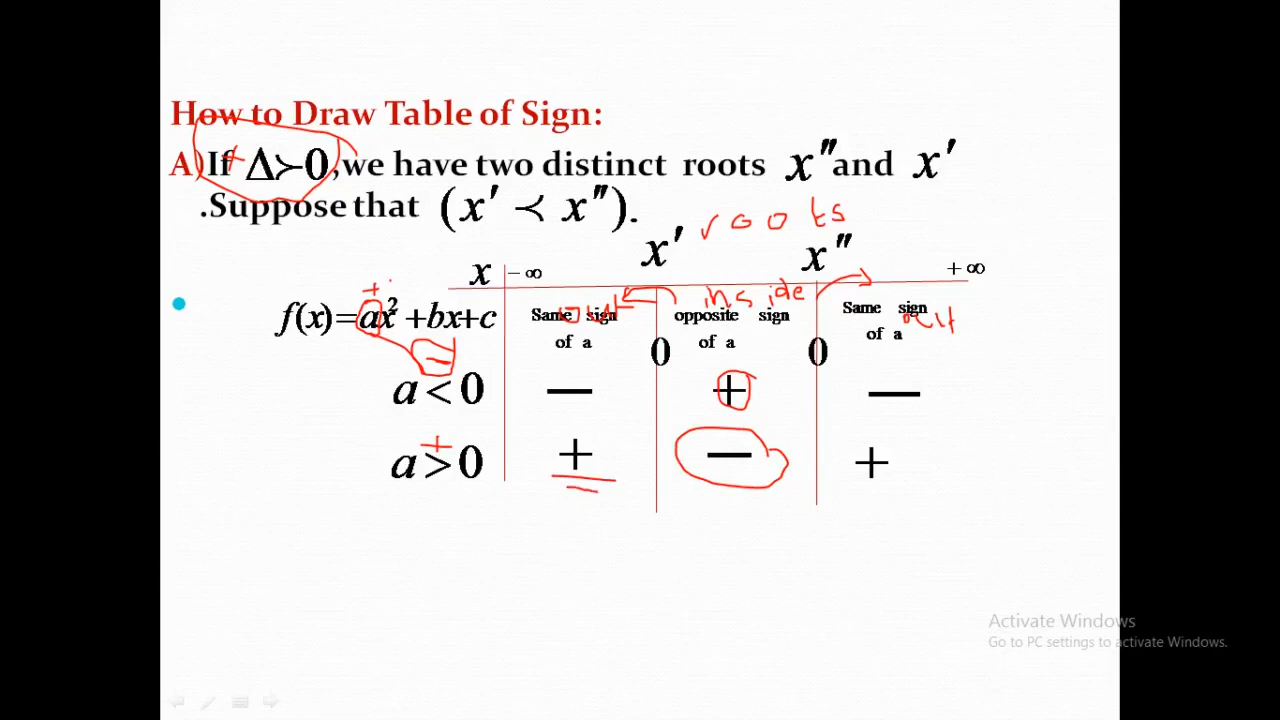 How to Draw Table of Sign:
A) If + Δ≻0, we have two distinct roots x″ and x′
.Suppose that (x′ ≺ x″).
roots
x −∞ x′ x″ +∞
+
f(x)=ax²+bx+c Same sign of a 0 opposite sign of a 0 Same sign of a
out inside out
−
a<0 − + −
+
a>0 + − +
Activate Windows
Go to PC settings to activate Windows.